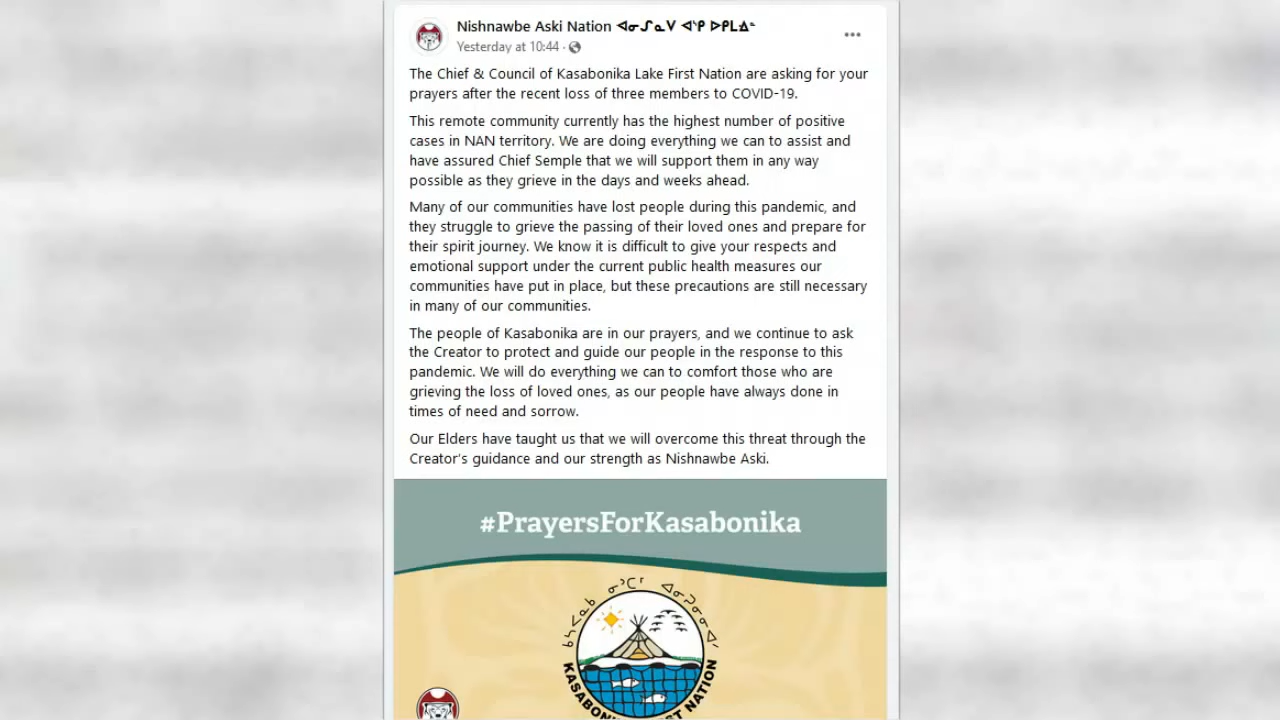 Nishnawbe Aski Nation ᐊᓂᔑᓇᐯ ᐊᔅᑭ ᐅᑭᒪᐃᐧᓐ
Yesterday at 10:44 ·
The Chief & Council of Kasabonika Lake First Nation are asking for your
prayers after the recent loss of three members to COVID-19.
This remote community currently has the highest number of positive
cases in NAN territory. We are doing everything we can to assist and
have assured Chief Semple that we will support them in any way
possible as they grieve in the days and weeks ahead.
Many of our communities have lost people during this pandemic, and
they struggle to grieve the passing of their loved ones and prepare for
their spirit journey. We know it is difficult to give your respects and
emotional support under the current public health measures our
communities have put in place, but these precautions are still necessary
in many of our communities.
The people of Kasabonika are in our prayers, and we continue to ask
the Creator to protect and guide our people in the response to this
pandemic. We will do everything we can to comfort those who are
grieving the loss of loved ones, as our people have always done in
times of need and sorrow.
Our Elders have taught us that we will overcome this threat through the
Creator's guidance and our strength as Nishnawbe Aski.
#PrayersForKasabonika